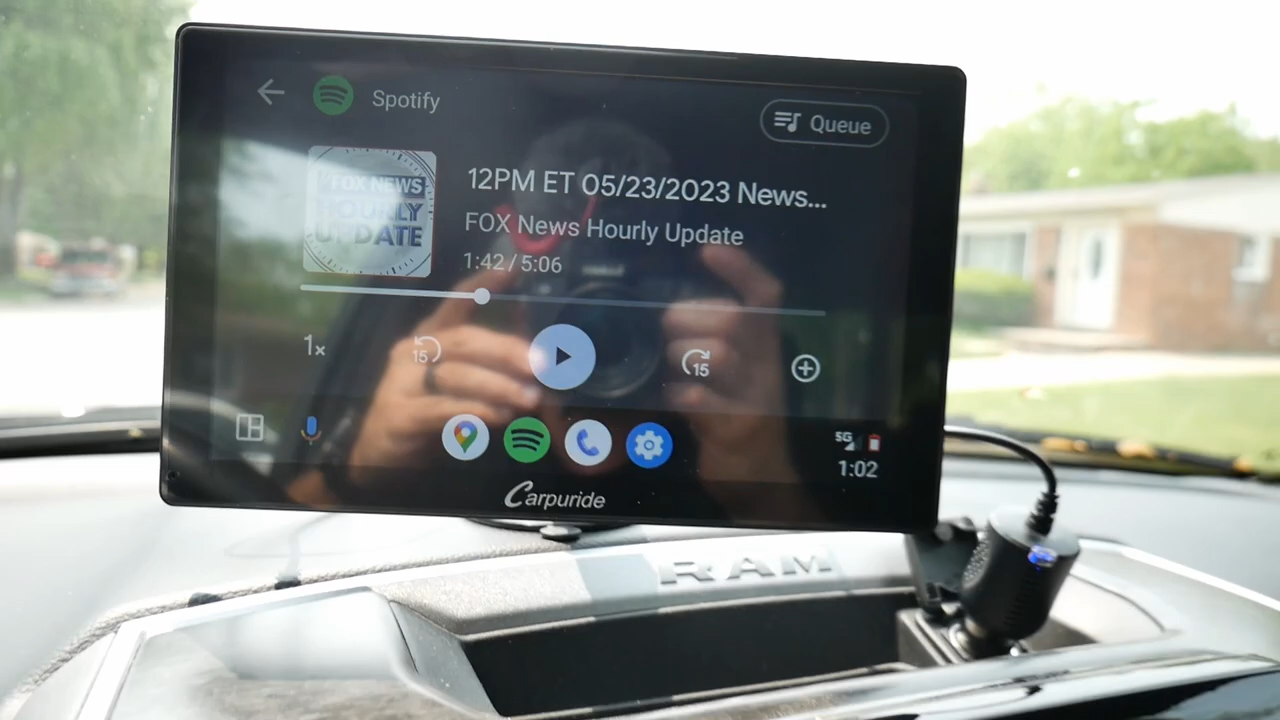 Spotify
Queue
FOX NEWS
HOURLY
UPDATE
12PM ET 05/23/2023 News...
FOX News Hourly Update
1:42 / 5:06
1x
15
15
5G
1:02
Carpuride
RAM